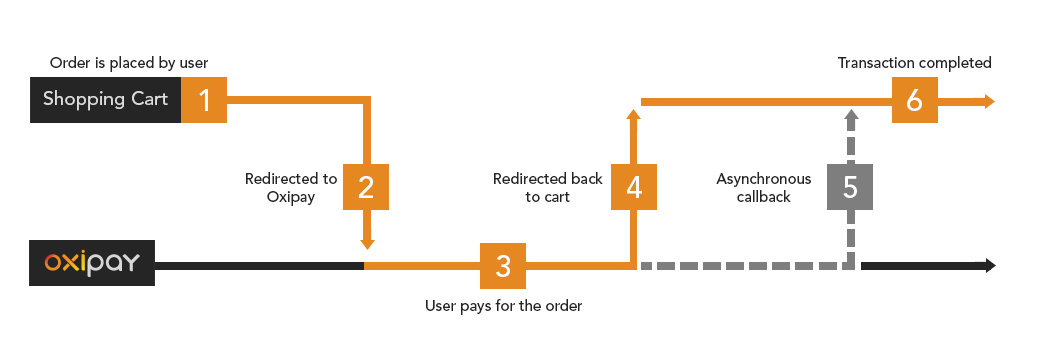 Order is placed by user
Shopping Cart
1
Redirected to
Oxipay
2
oxipay
3
User pays for the order
Redirected back
to cart
4
Asynchronous
callback
5
Transaction completed
6